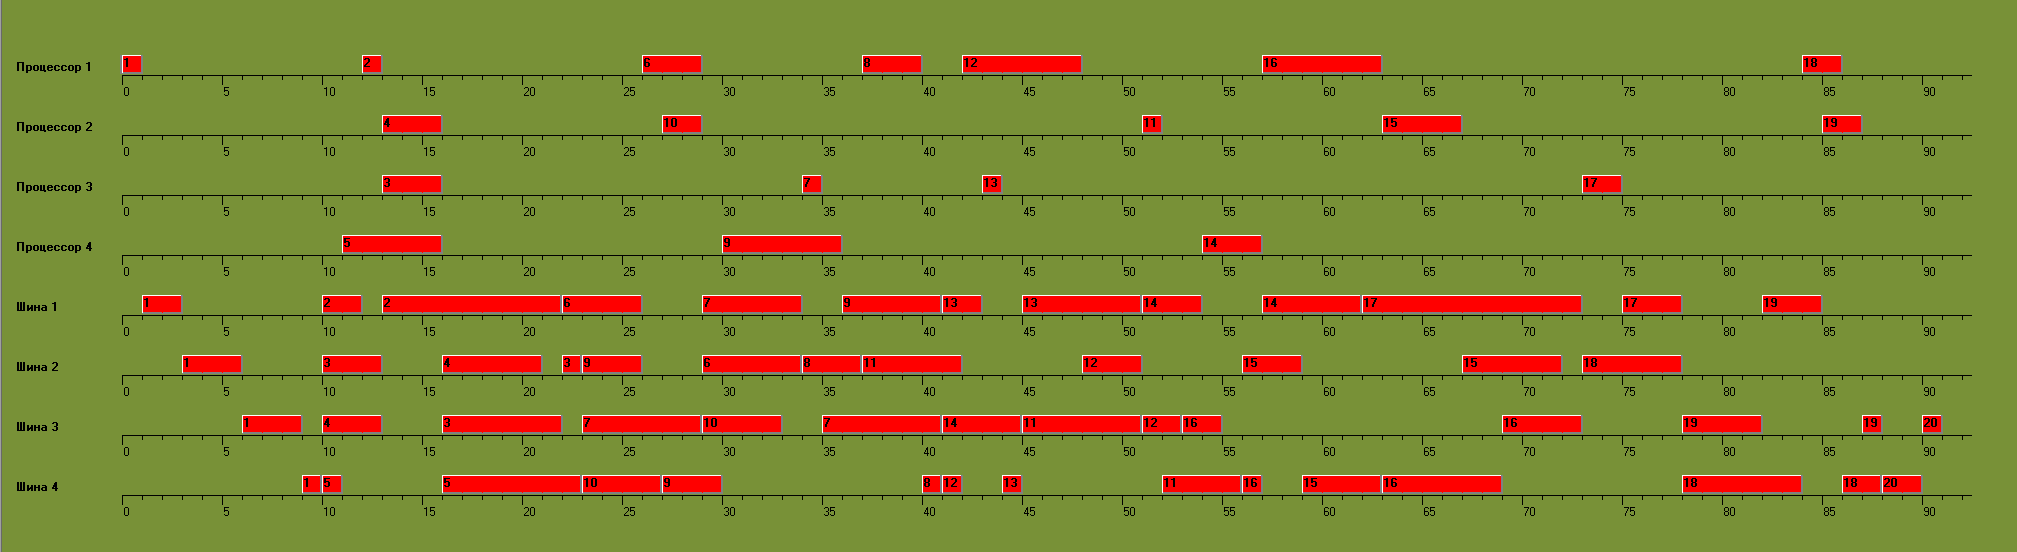 1 2 6 8 12 16 18
Процессор 1
0 5 10 15 20 25 30 35 40 45 50 55 60 65 70 75 80 85 90
4 10 11 15 19
Процессор 2
0 5 10 15 20 25 30 35 40 45 50 55 60 65 70 75 80 85 90
3 7 13 17
Процессор 3
0 5 10 15 20 25 30 35 40 45 50 55 60 65 70 75 80 85 90
5 9 14
Процессор 4
0 5 10 15 20 25 30 35 40 45 50 55 60 65 70 75 80 85 90
1 2 2 6 7 9 13 13 14 14 17 17 19
Шина 1
0 5 10 15 20 25 30 35 40 45 50 55 60 65 70 75 80 85 90
1 3 4 3 9 6 8 11 12 15 15 18
Шина 2
0 5 10 15 20 25 30 35 40 45 50 55 60 65 70 75 80 85 90
1 4 3 7 10 7 14 11 12 16 16 19 19 20
Шина 3
0 5 10 15 20 25 30 35 40 45 50 55 60 65 70 75 80 85 90
1 5 5 10 9 8 12 13 11 16 15 16 18 18 20
Шина 4
0 5 10 15 20 25 30 35 40 45 50 55 60 65 70 75 80 85 90